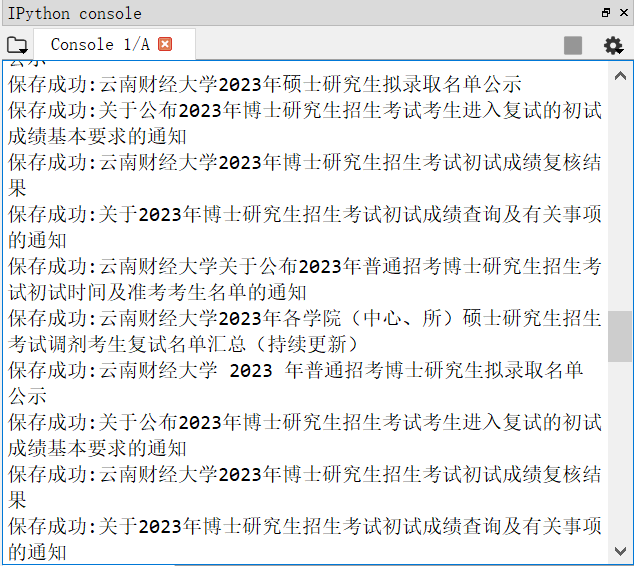 IPython console
Console 1/A
公示
保存成功:云南财经大学2023年硕士研究生拟录取名单公示
保存成功:关于公布2023年博士研究生招生考试考生进入复试的初试
成绩基本要求的通知
保存成功:云南财经大学2023年博士研究生招生考试初试成绩复核结
果
保存成功:关于2023年博士研究生招生考试初试成绩查询及有关事项
的通知
保存成功:云南财经大学关于公布2023年普通招考博士研究生招生考
试初试时间及准考考生名单的通知
保存成功:云南财经大学2023年各学院（中心、所）硕士研究生招生
考试调剂考生复试名单汇总（持续更新）
保存成功:云南财经大学 2023 年普通招考博士研究生拟录取名单
公示
保存成功:关于公布2023年博士研究生招生考试考生进入复试的初试
成绩基本要求的通知
保存成功:云南财经大学2023年博士研究生招生考试初试成绩复核结
果
保存成功:关于2023年博士研究生招生考试初试成绩查询及有关事项
的通知